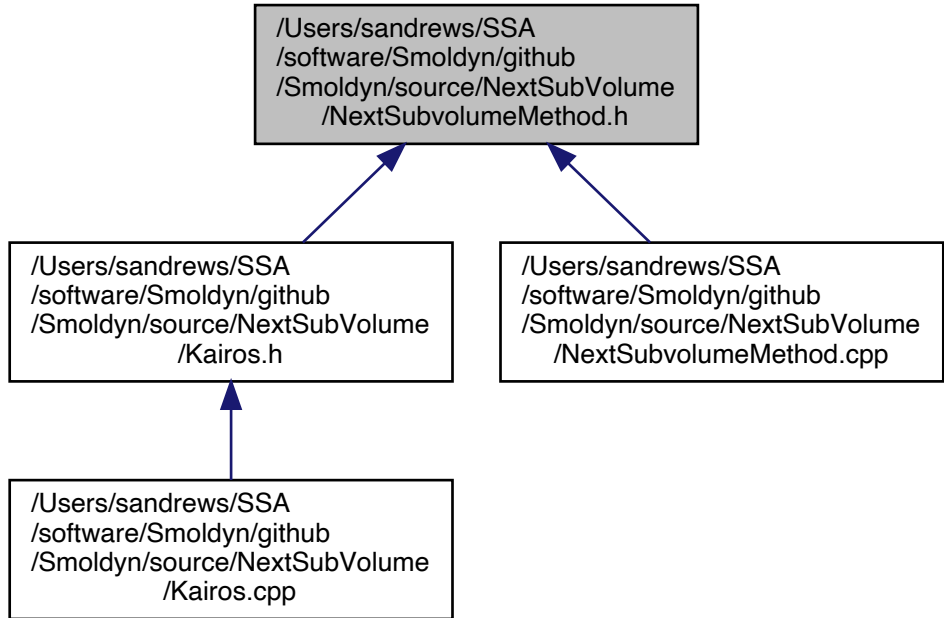 /Users/sandrews/SSA
/software/Smoldyn/github
/Smoldyn/source/NextSubVolume
/NextSubvolumeMethod.h
/Users/sandrews/SSA
/software/Smoldyn/github
/Smoldyn/source/NextSubVolume
/Kairos.h
/Users/sandrews/SSA
/software/Smoldyn/github
/Smoldyn/source/NextSubVolume
/NextSubvolumeMethod.cpp
/Users/sandrews/SSA
/software/Smoldyn/github
/Smoldyn/source/NextSubVolume
/Kairos.cpp